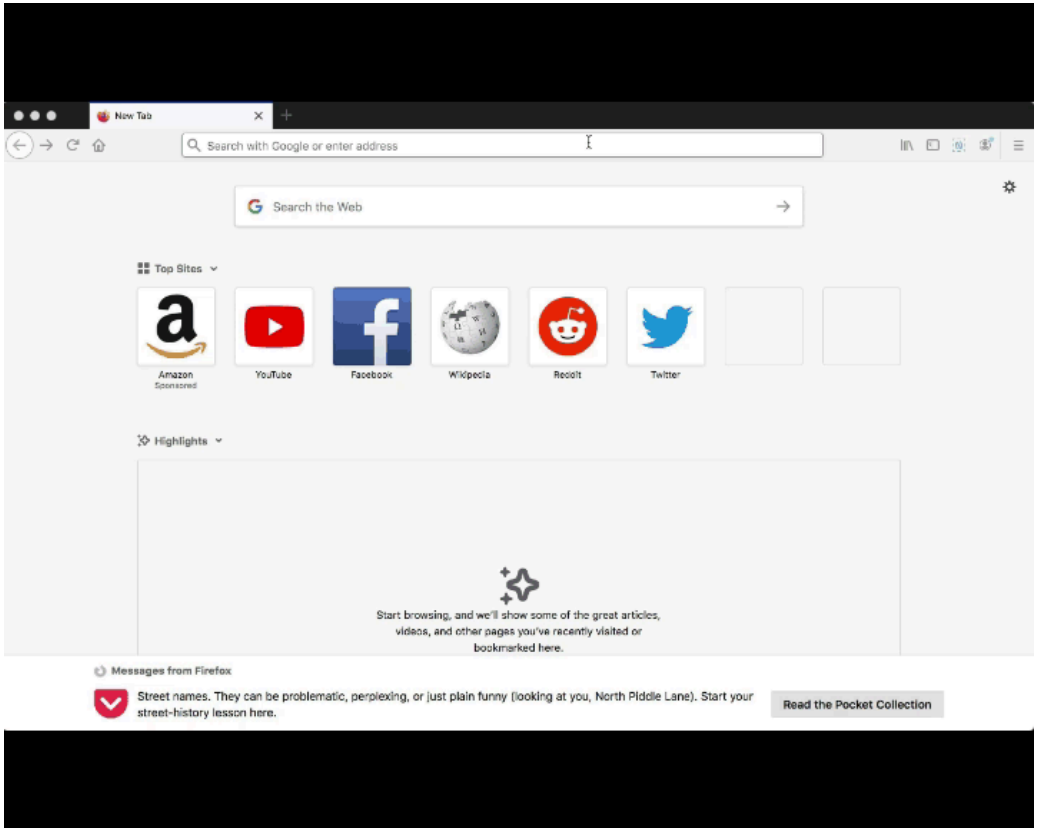 New Tab
Search with Google or enter address
G Search the Web
Top Sites
a
f
Amazon
YouTube
Facebook
Wikipedia
Reddit
Twitter
Sponsored
Highlights
Start browsing, and we'll show some of the great articles,
videos, and other pages you've recently visited or
bookmarked here.
Messages from Firefox
Street names. They can be problematic, perplexing, or just plain funny (looking at you, North Piddle Lane). Start your
street-history lesson here.
Read the Pocket Collection